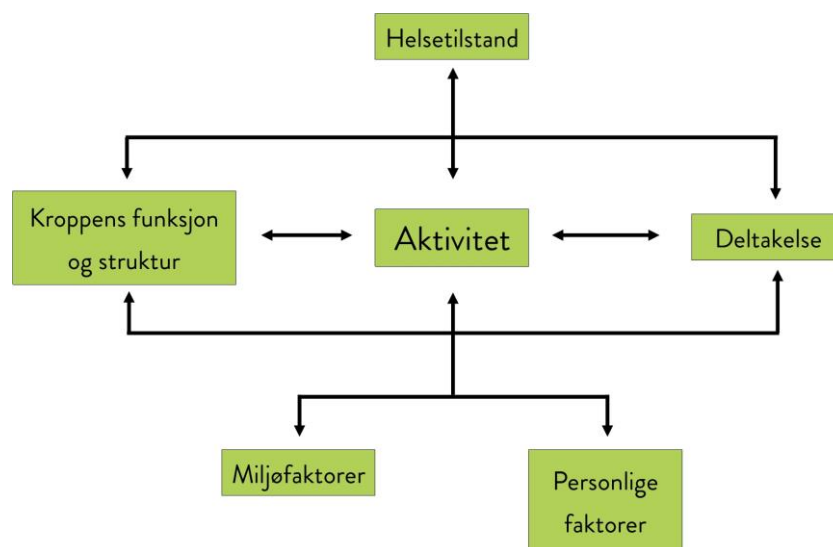 Helsetilstand
Kroppens funksjon
og struktur
Aktivitet
Deltakelse
Miljøfaktorer
Personlige
faktorer